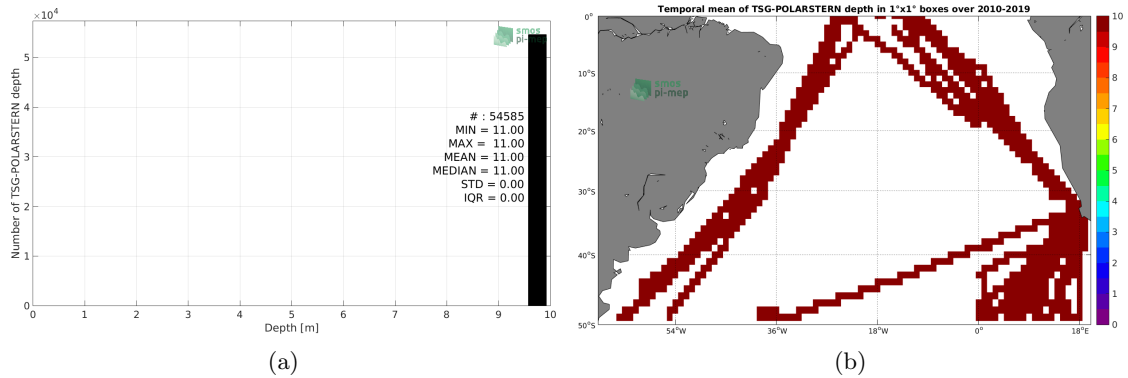 ×10⁴
5
4
3
2
1
0
Number of TSG-POLARSTERN depth
smos
pi-mep
# : 54585
MIN = 11.00
MAX = 11.00
MEAN = 11.00
MEDIAN = 11.00
STD = 0.00
IQR = 0.00
0 1 2 3 4 5 6 7 8 9 10
Depth [m]
(a)
Temporal mean of TSG-POLARSTERN depth in 1°x1° boxes over 2010-2019
0°
10°S
20°S
30°S
40°S
50°S
smos
pi-mep
54°W 36°W 18°W 0° 18°E
10
9
8
7
6
5
4
3
2
1
0
(b)